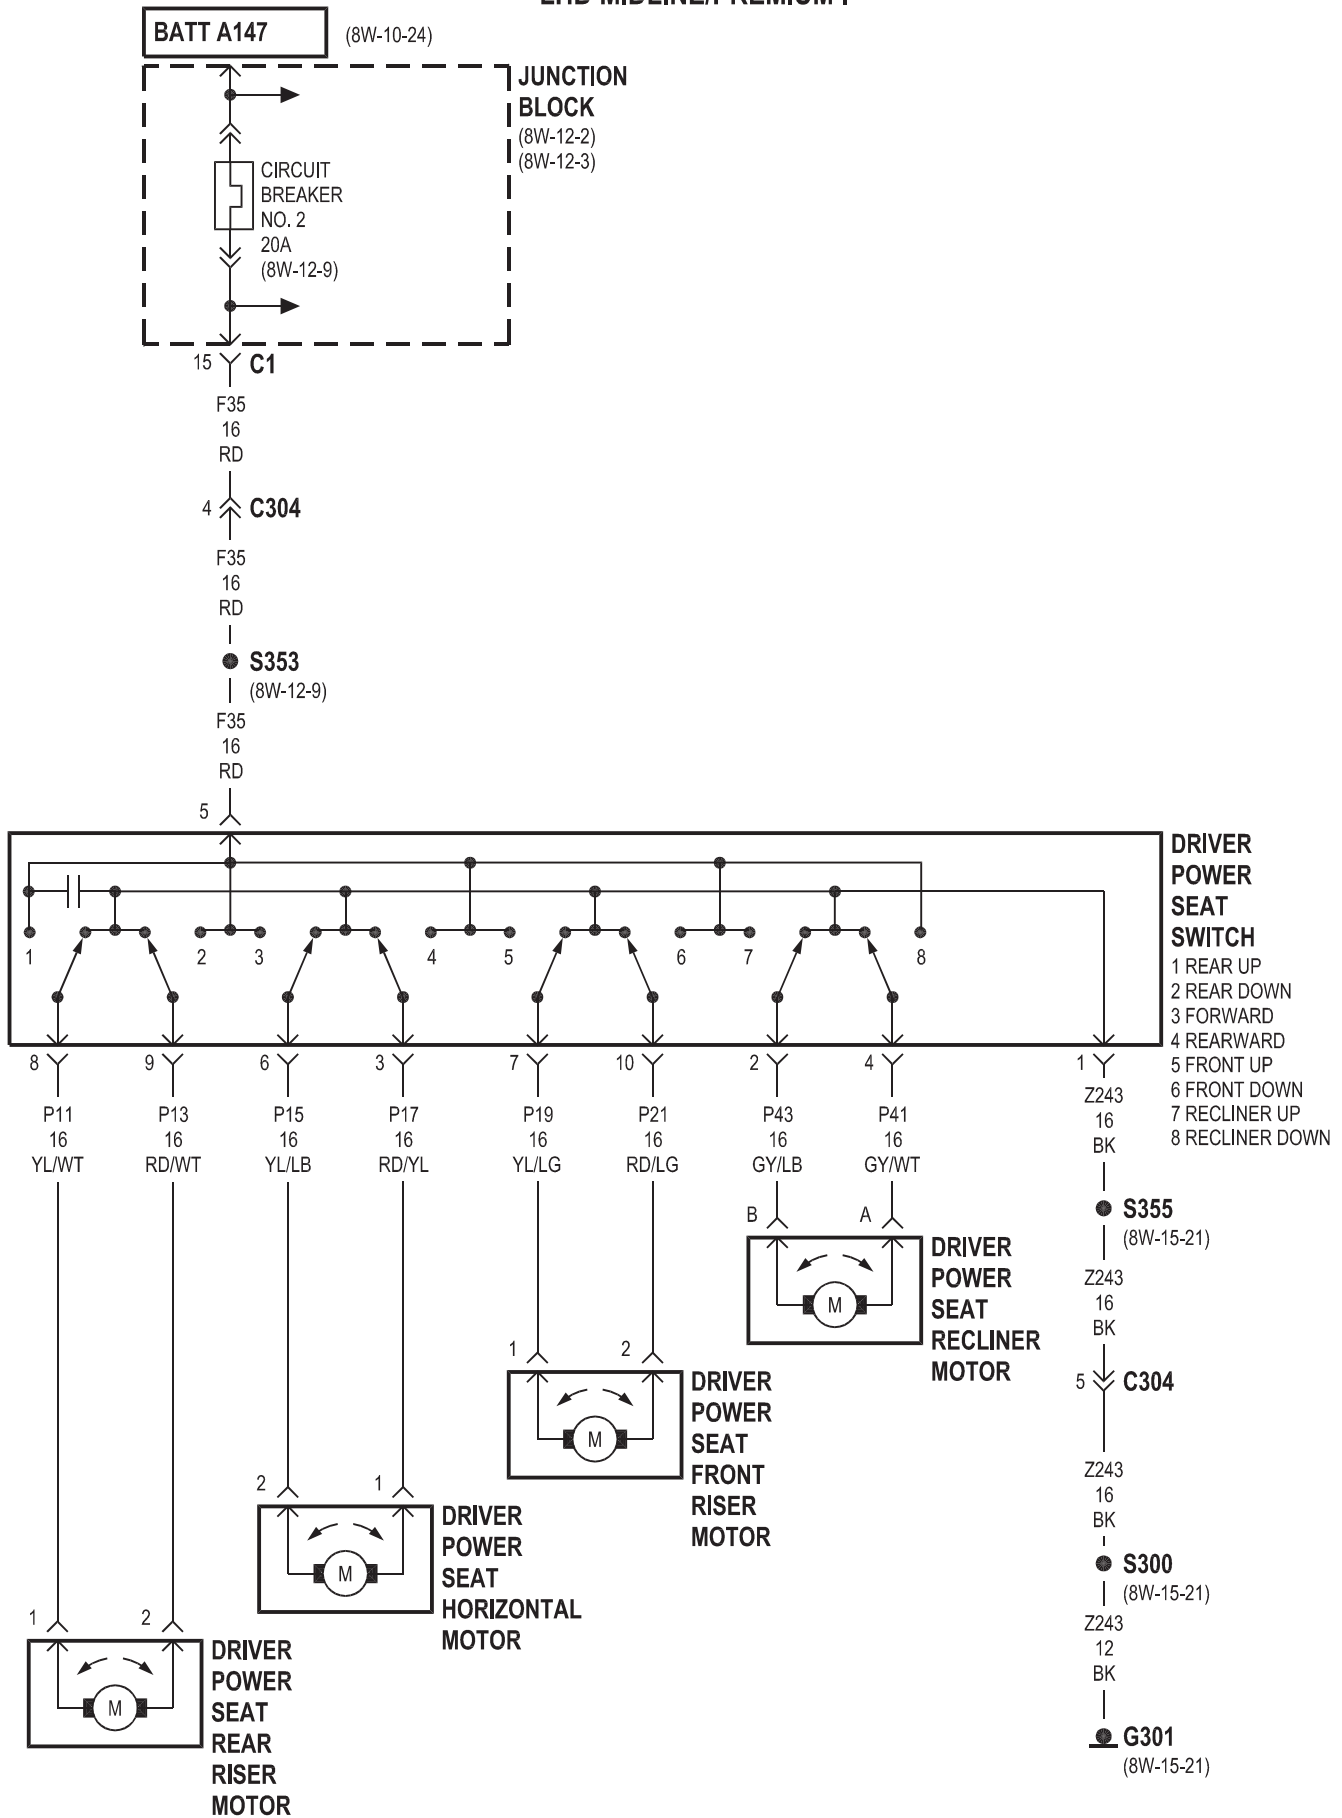 BATT A147 (8W-10-24)
JUNCTION
BLOCK
(8W-12-2)
(8W-12-3)
CIRCUIT
BREAKER
NO. 2
20A
(8W-12-9)
15 C1
F35
16
RD
4 C304
F35
16
RD
S353
(8W-12-9)
F35
16
RD
5
DRIVER
POWER
SEAT
SWITCH
1 REAR UP
2 REAR DOWN
3 FORWARD
4 REARWARD
5 FRONT UP
6 FRONT DOWN
7 RECLINER UP
8 RECLINER DOWN
1 2 3 4 5 6 7 8
8 9 6 3 7 10 2 4 1
P11 P13 P15 P17 P19 P21 P43 P41
16 16 16 16 16 16 16 16
YL/WT RD/WT YL/LB RD/YL YL/LG RD/LG GY/LB GY/WT
Z243
16
BK
S355
(8W-15-21)
Z243
16
BK
5 C304
Z243
16
BK
S300
(8W-15-21)
Z243
12
BK
G301
(8W-15-21)
B A
M
DRIVER
POWER
SEAT
RECLINER
MOTOR
1 2
M
DRIVER
POWER
SEAT
FRONT
RISER
MOTOR
2 1
M
DRIVER
POWER
SEAT
HORIZONTAL
MOTOR
1 2
M
DRIVER
POWER
SEAT
REAR
RISER
MOTOR